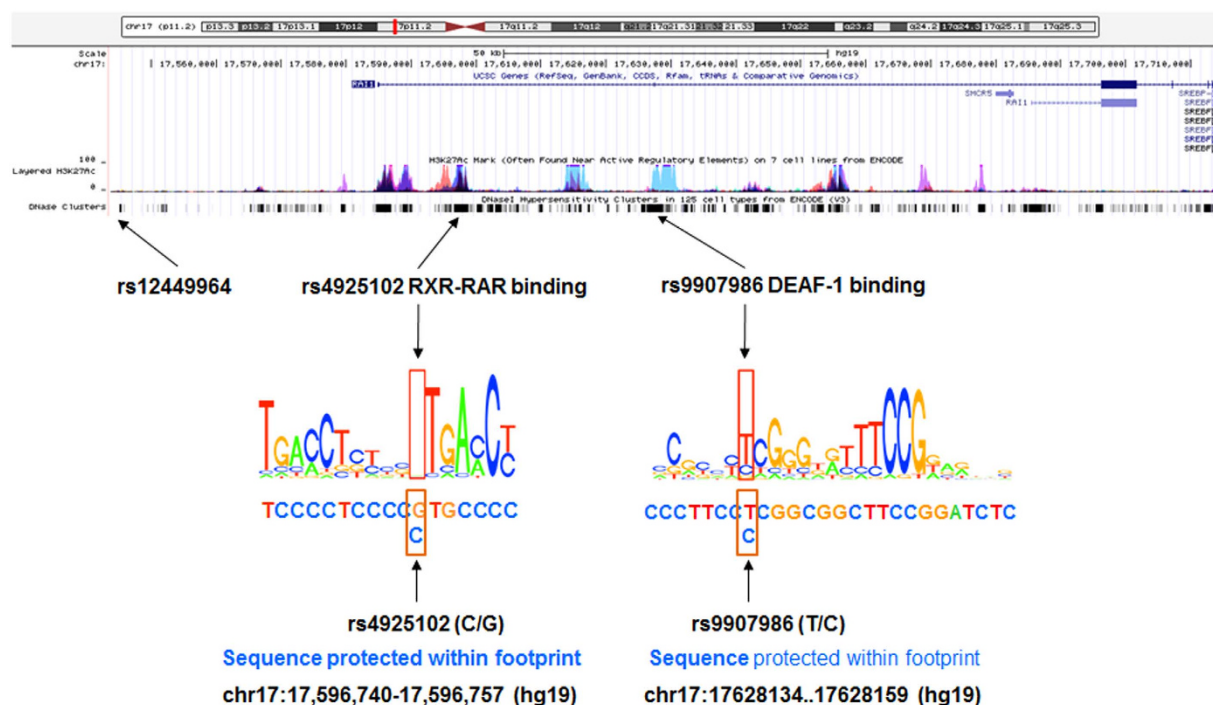 chr17 (p11.2) p13.3 p13.2 17p13.1 17p12 17p11.2 17q11.2 17q12 21.33 17q22 q23.2 q24.2 17q24.3 17q25.1 17q25.3
Scale 50 kb hg19
chr17: 17,560,000 17,570,000 17,580,000 17,590,000 17,600,000 17,610,000 17,620,000 17,630,000 17,640,000 17,650,000 17,660,000 17,670,000 17,680,000 17,690,000 17,700,000 17,710,000
UCSC Genes (RefSeq, GenBank, CCDS, Rfam, tRNAs & Comparative Genomics)
RAI1
SMCR5 SREBF
RAI1 SREBF
SREBF
SREBF
SREBF
SREBF
SREBF
100 H3K27Ac Mark (Often Found Near Active Regulatory Elements) on 7 cell lines from ENCODE
Layered H3K27Ac
0
DNaseI Hypersensitivity Clusters in 125 cell types from ENCODE (V3)
DNase Clusters
rs12449964 rs4925102 RXR-RAR binding rs9907986 DEAF-1 binding
TCCCCTCCCCGTGCCCC CCCTTCCTCGGCGGCTTCCGGATCTC
C C
rs4925102 (C/G) rs9907986 (T/C)
Sequence protected within footprint Sequence protected within footprint
chr17:17,596,740-17,596,757 (hg19) chr17:17628134..17628159 (hg19)